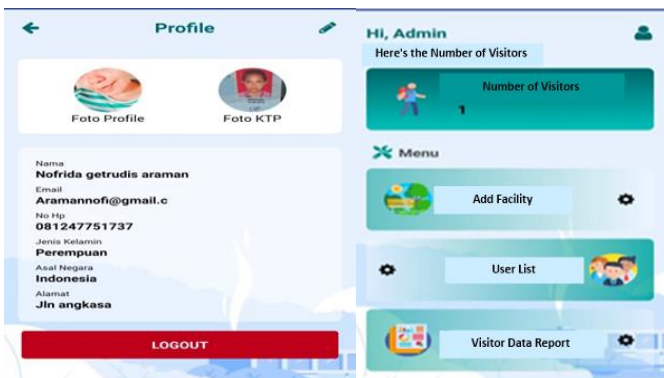 Profile
Foto Profile
Foto KTP
Nama
Nofrida getrudis araman
Email
Aramannofi@gmail.c
No Hp
081247751737
Jenis Kelamin
Perempuan
Asal Negara
Indonesia
Alamat
Jln angkasa
LOGOUT
Hi, Admin
Here's the Number of Visitors
Number of Visitors
1
Menu
Add Facility
User List
Visitor Data Report